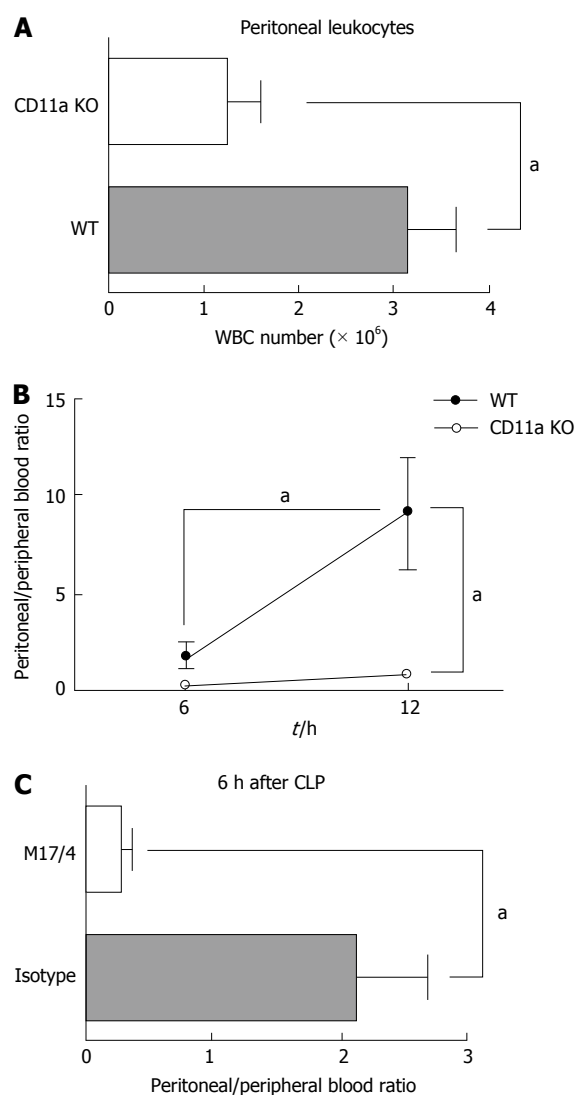 A
Peritoneal leukocytes
CD11a KO
WT
a
0 1 2 3 4
WBC number (× 10⁶)
B
Peritoneal/peripheral blood ratio
15
10
5
0
WT
CD11a KO
a
a
6 12
t/h
C
6 h after CLP
M17/4
Isotype
a
0 1 2 3
Peritoneal/peripheral blood ratio